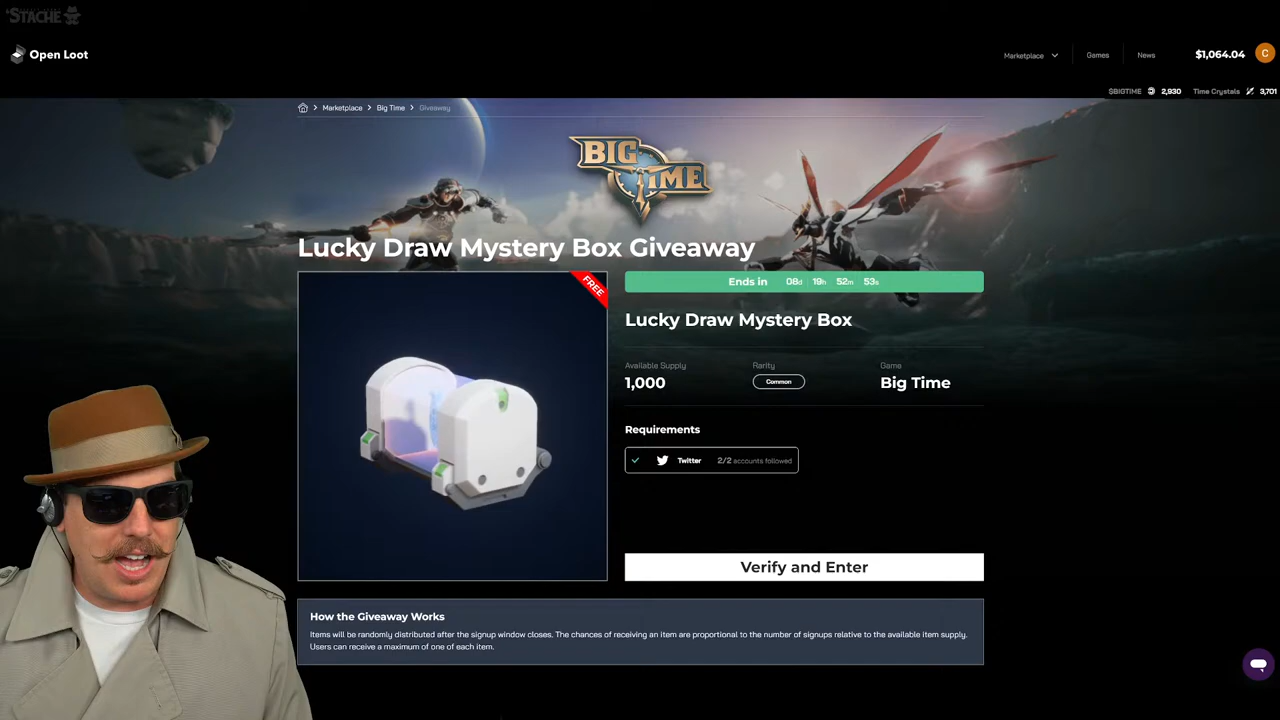 STACHE
Open Loot
Marketplace
Games
News
$1,064.04
C
$BIGTIME 2,930 Time Crystals 3,701
Marketplace > Big Time > Giveaway
BIG
TIME
Lucky Draw Mystery Box Giveaway
FREE
Ends in 08d 19h 52m 53s
Lucky Draw Mystery Box
Available Supply
1,000
Rarity
Common
Game
Big Time
Requirements
Twitter 2/2 accounts followed
Verify and Enter
How the Giveaway Works
Items will be randomly distributed after the signup window closes. The chances of receiving an item are proportional to the number of signups relative to the available item supply.
Users can receive a maximum of one of each item.